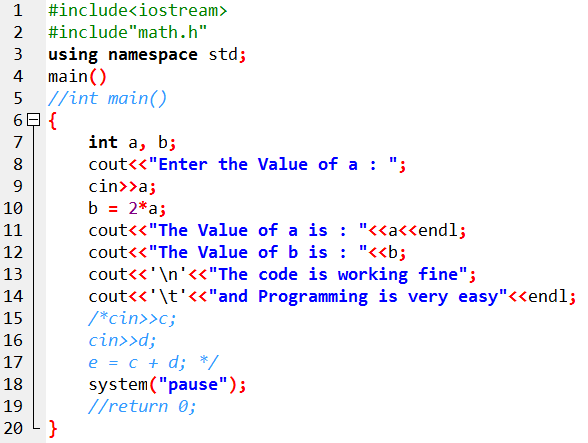 1 #include<iostream>
2 #include"math.h"
3 using namespace std;
4 main()
5 //int main()
6 {
7 int a, b;
8 cout<<"Enter the Value of a : ";
9 cin>>a;
10 b = 2*a;
11 cout<<"The Value of a is : "<<a<<endl;
12 cout<<"The Value of b is : "<<b;
13 cout<<'\n'<<"The code is working fine";
14 cout<<'\t'<<"and Programming is very easy"<<endl;
15 /*cin>>c;
16 cin>>d;
17 e = c + d; */
18 system("pause");
19 //return 0;
20 }